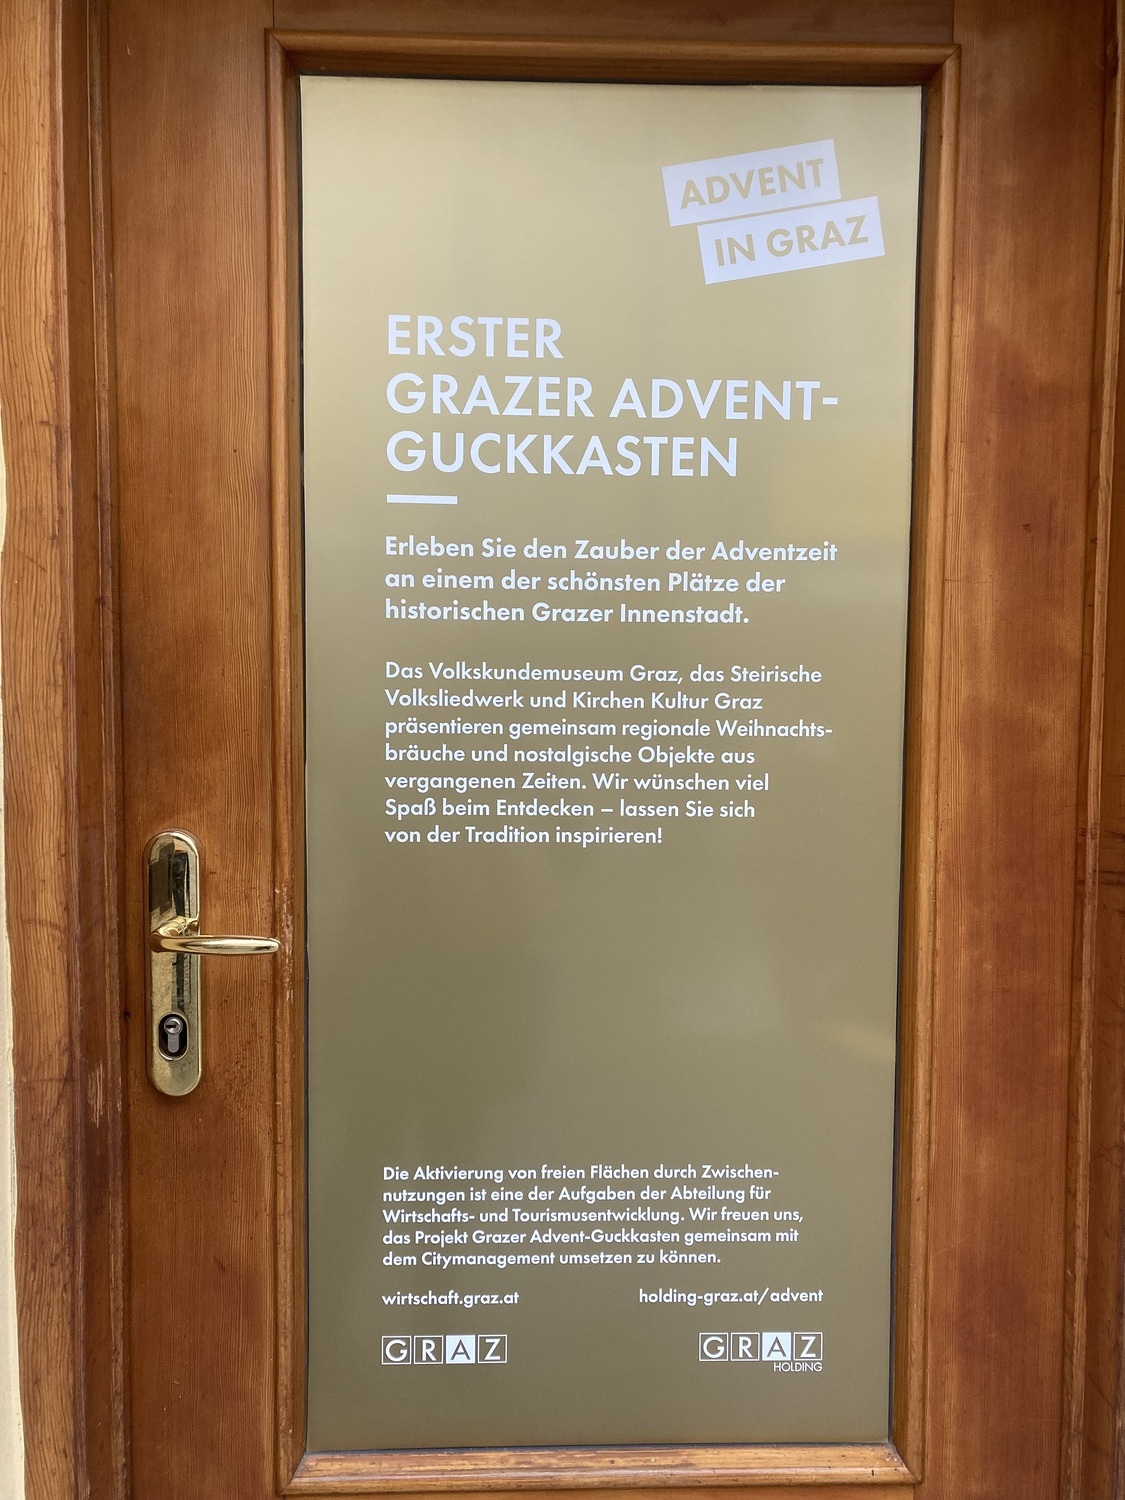 ADVENT
IN GRAZ
ERSTER
GRAZER ADVENT-
GUCKKASTEN
Erleben Sie den Zauber der Adventzeit
an einem der schönsten Plätze der
historischen Grazer Innenstadt.
Das Volkskundemuseum Graz, das Steirische
Volksliedwerk und Kirchen Kultur Graz
präsentieren gemeinsam regionale Weihnachts-
bräuche und nostalgische Objekte aus
vergangenen Zeiten. Wir wünschen viel
Spaß beim Entdecken – lassen Sie sich
von der Tradition inspirieren!
Die Aktivierung von freien Flächen durch Zwischen-
nutzungen ist eine der Aufgaben der Abteilung für
Wirtschafts- und Tourismusentwicklung. Wir freuen uns,
das Projekt Grazer Advent-Guckkasten gemeinsam mit
dem Citymanagement umsetzen zu können.
wirtschaft.graz.at
holding-graz.at/advent
GRAZ
GRAZ
HOLDING